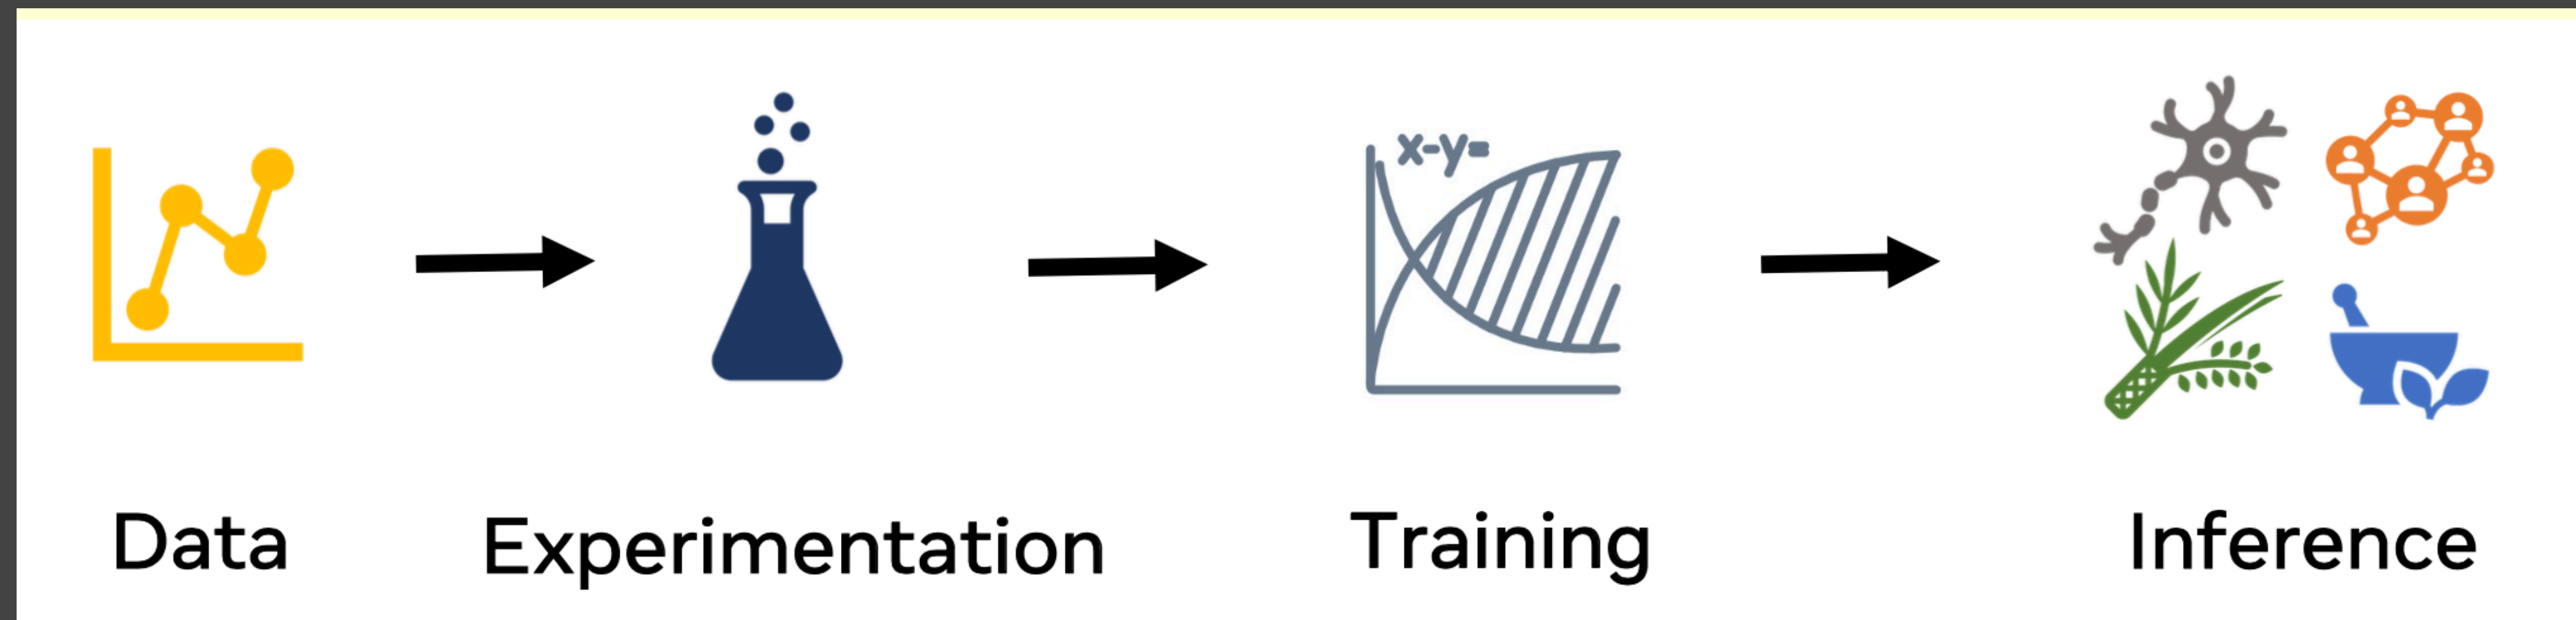 x-y=
Data
Experimentation
Training
Inference